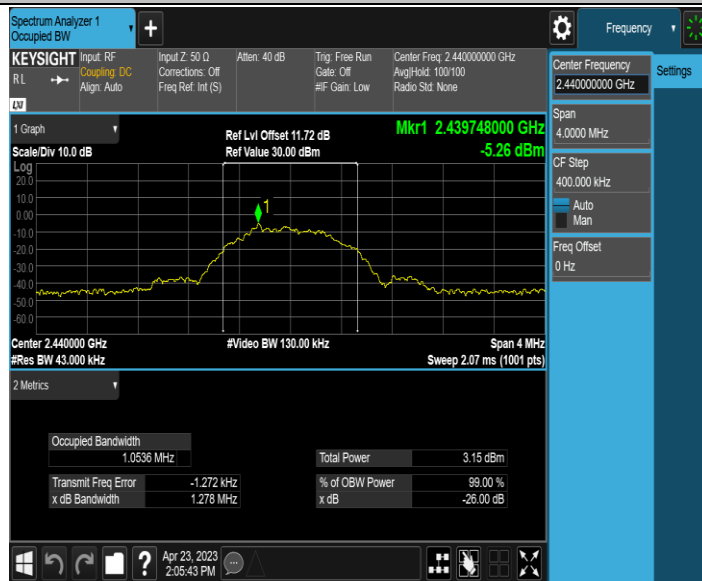 Spectrum Analyzer 1
Occupied BW
+
Frequency
KEYSIGHT
RL
LXI
Input: RF
Coupling: DC
Align: Auto
Input Z: 50 Ω
Corrections: Off
Freq Ref: Int (S)
Atten: 40 dB
Trig: Free Run
Gate: Off
#IF Gain: Low
Center Freq: 2.440000000 GHz
Avg|Hold: 100/100
Radio Std: None
Center Frequency
2.440000000 GHz
Settings
Span
4.0000 MHz
CF Step
400.000 kHz
Auto
Man
Freq Offset
0 Hz
1 Graph
Scale/Div 10.0 dB
Ref Lvl Offset 11.72 dB
Ref Value 30.00 dBm
Mkr1 2.439748000 GHz
-5.26 dBm
Log
20.0
10.0
0.00
-10.0
-20.0
-30.0
-40.0
-50.0
-60.0
1
Center 2.440000 GHz
#Res BW 43.000 kHz
#Video BW 130.00 kHz
Span 4 MHz
Sweep 2.07 ms (1001 pts)
2 Metrics
Occupied Bandwidth
1.0536 MHz
Transmit Freq Error -1.272 kHz
x dB Bandwidth 1.278 MHz
Total Power 3.15 dBm
% of OBW Power 99.00 %
x dB -26.00 dB
?
Apr 23, 2023
2:05:43 PM